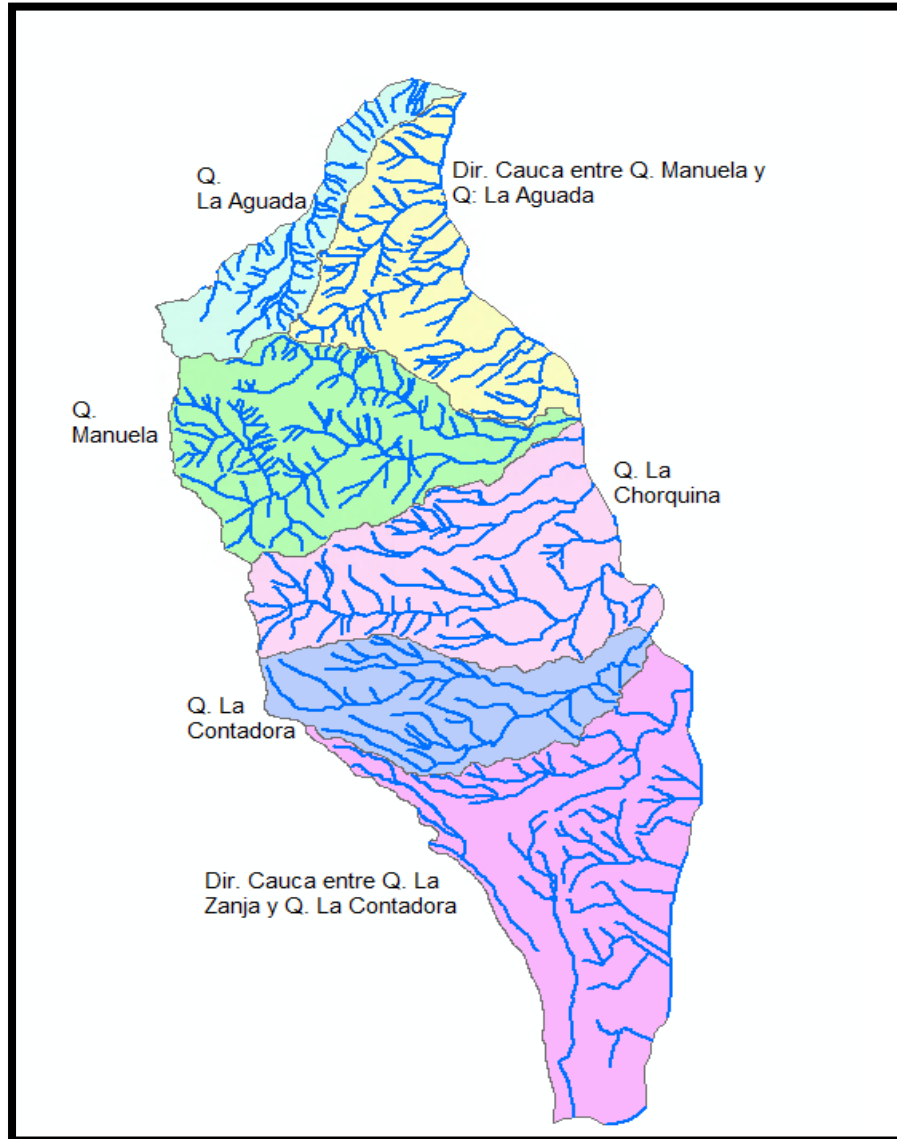 Q.
La Aguada
Dir. Cauca entre Q. Manuela y
Q: La Aguada
Q.
Manuela
Q. La
Chorquina
Q. La
Contadora
Dir. Cauca entre Q. La
Zanja y Q. La Contadora